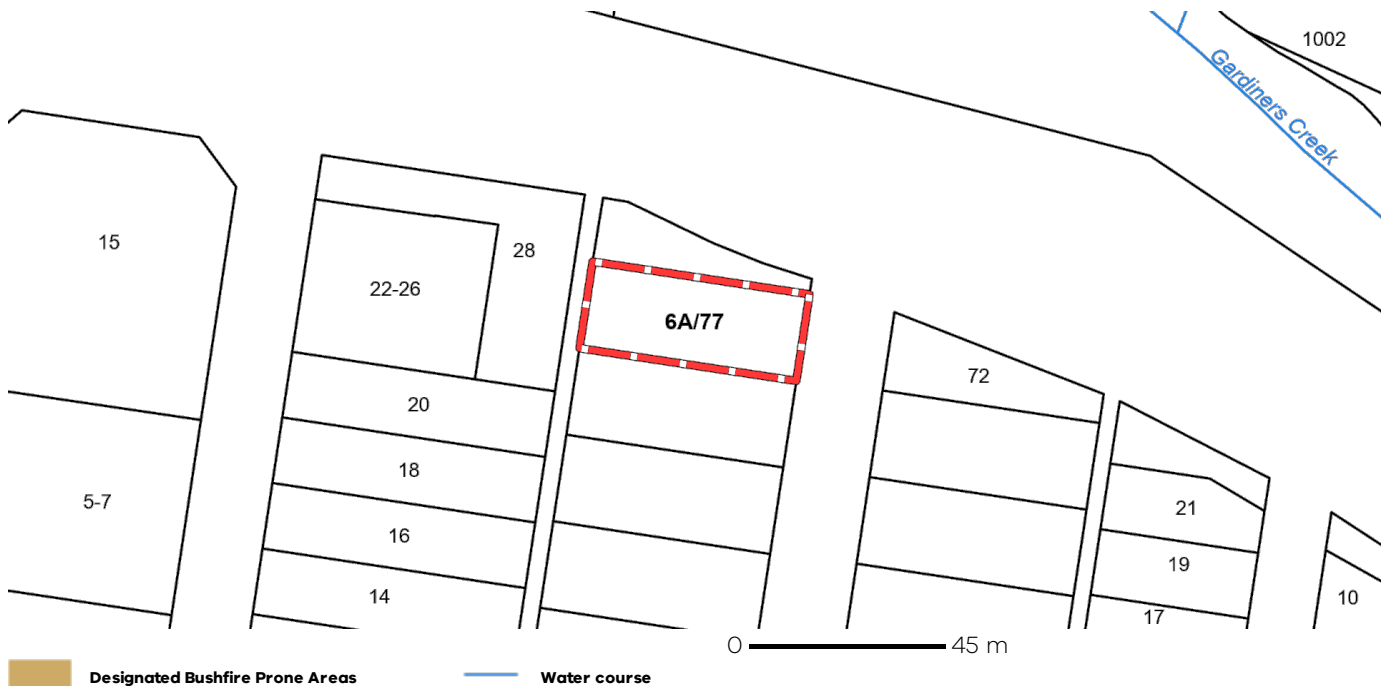 1002
Gardiners Creek
15
28
22-26
6A/77
72
20
18
5-7
21
16
19
14
10
17
0 45 m
Designated Bushfire Prone Areas
Water course